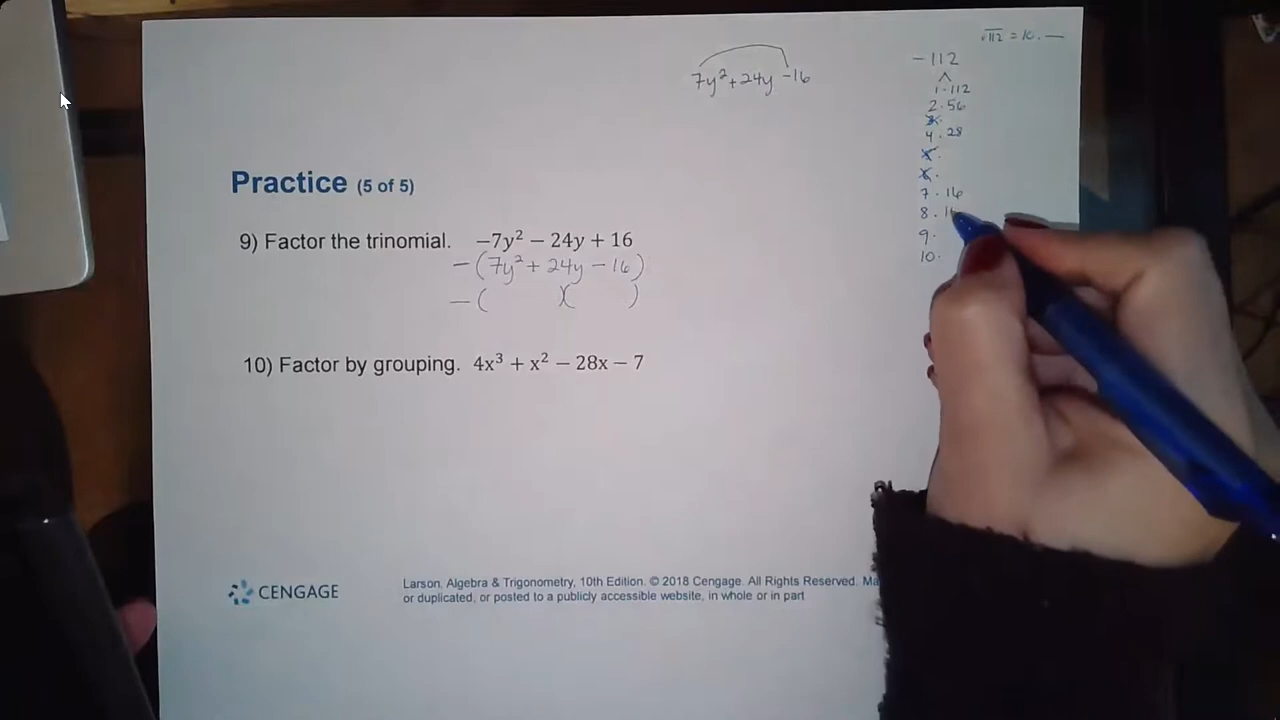 √112 = 10. —
7y² + 24y - 16
-112
1 · 112
2 · 56
3 ·
4 · 28
7 · 16
8 ·
9 ·
10 ·
Practice (5 of 5)
9) Factor the trinomial. −7y² − 24y + 16
- (7y² + 24y - 16)
- ( )( )
10) Factor by grouping. 4x³ + x² − 28x − 7
CENGAGE
Larson, Algebra & Trigonometry, 10th Edition. © 2018 Cengage. All Rights Reserved.
or duplicated, or posted to a publicly accessible website, in whole or in part